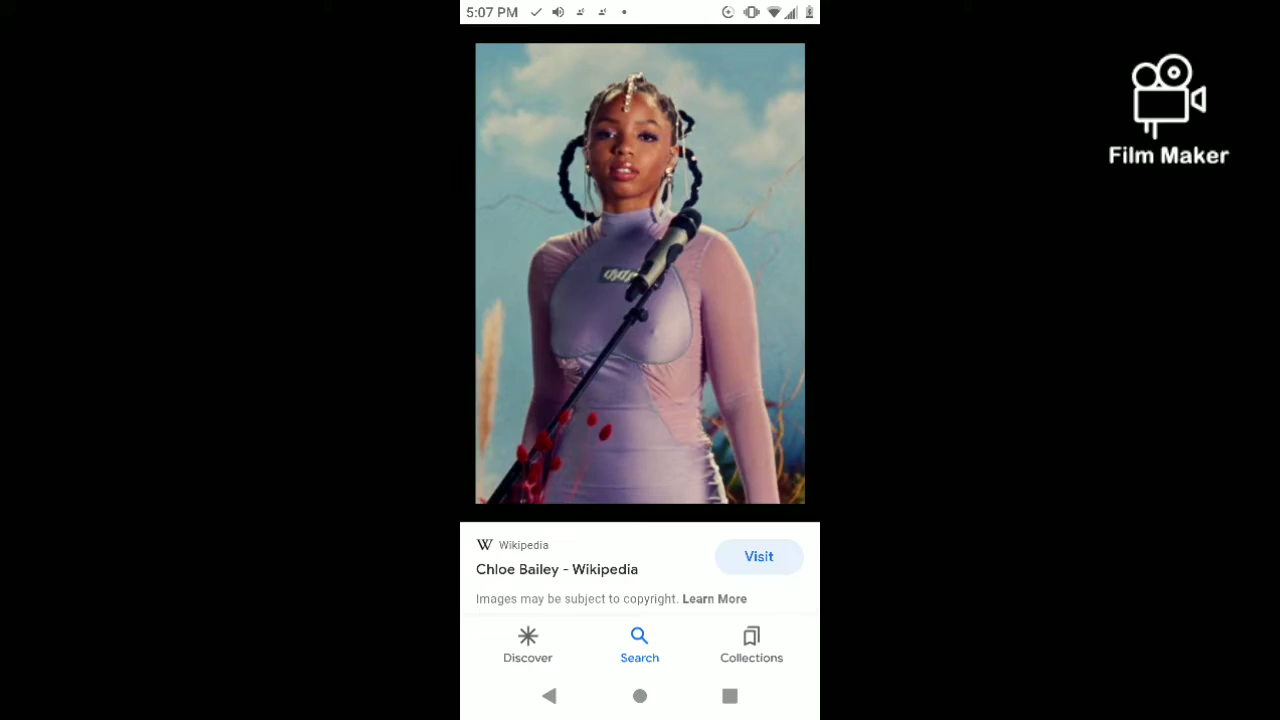 5:07 PM
Film Maker
Wikipedia
Chloe Bailey - Wikipedia
Visit
Images may be subject to copyright. Learn More
Discover
Search
Collections